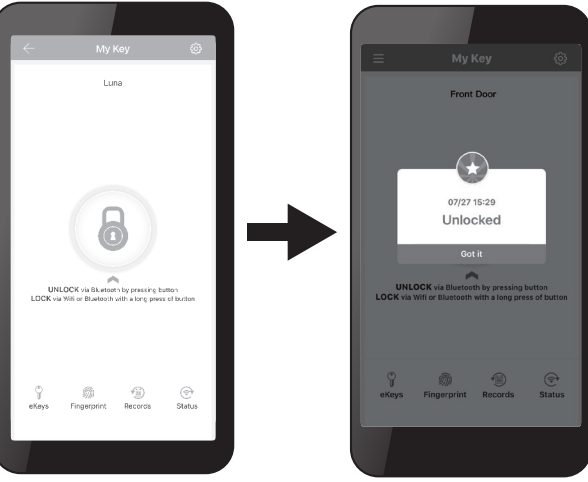 My Key
Luna
UNLOCK via Bluetooth by pressing button
LOCK via Wifi or Bluetooth with a long press of button
eKeys Fingerprint Records Status
My Key
Front Door
07/27 15:29
Unlocked
Got it
UNLOCK via Bluetooth by pressing button
LOCK via Wifi or Bluetooth with a long press of button
eKeys Fingerprint Records Status